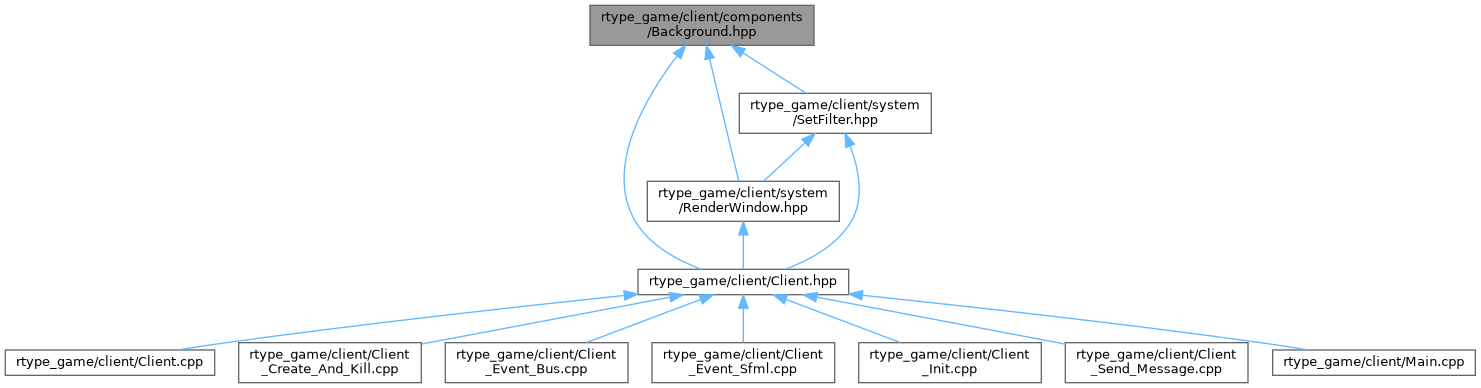 rtype_game/client/components
/Background.hpp
rtype_game/client/system
/SetFilter.hpp
rtype_game/client/system
/RenderWindow.hpp
rtype_game/client/Client.hpp
rtype_game/client/Client.cpp
rtype_game/client/Client
_Create_And_Kill.cpp
rtype_game/client/Client
_Event_Bus.cpp
rtype_game/client/Client
_Event_Sfml.cpp
rtype_game/client/Client
_Init.cpp
rtype_game/client/Client
_Send_Message.cpp
rtype_game/client/Main.cpp